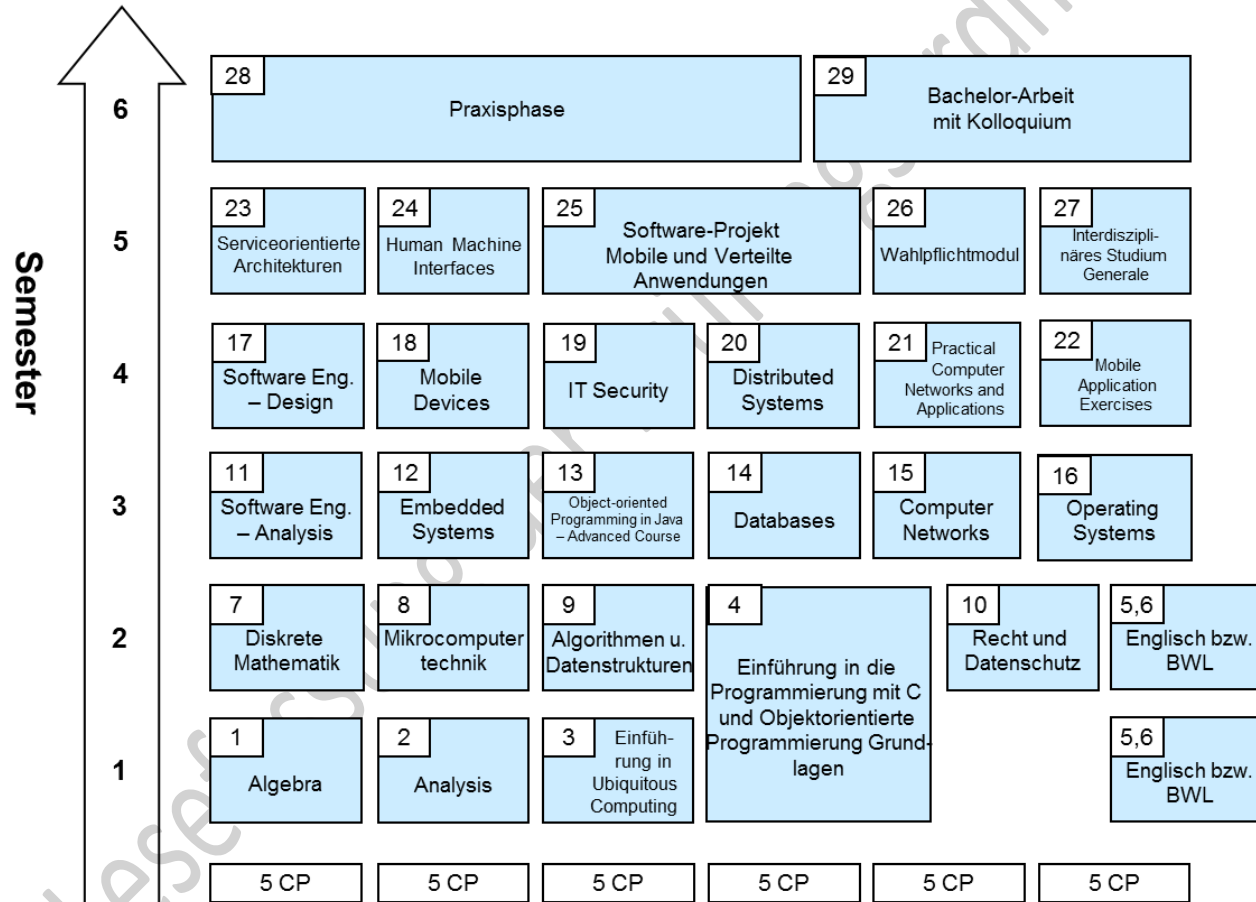 28
Praxisphase
29
Bachelor-Arbeit
mit Kolloquium
6
23
Serviceorientierte
Architekturen
24
Human Machine
Interfaces
25
Software-Projekt
Mobile und Verteilte
Anwendungen
26
Wahlpflichtmodul
27
Interdiszipli-
näres Studium
Generale
5
Semester
17
Software Eng.
– Design
18
Mobile
Devices
19
IT Security
20
Distributed
Systems
21
Practical
Computer
Networks and
Applications
22
Mobile
Application
Exercises
4
11
Software Eng.
– Analysis
12
Embedded
Systems
13
Object-oriented
Programming in Java
– Advanced Course
14
Databases
15
Computer
Networks
16
Operating
Systems
3
7
Diskrete
Mathematik
8
Mikrocomputer
technik
9
Algorithmen u.
Datenstrukturen
4
Einführung in die
Programmierung mit C
und Objektorientierte
Programmierung Grund-
lagen
10
Recht und
Datenschutz
5,6
Englisch bzw.
BWL
2
1
Algebra
2
Analysis
3
Einfüh-
rung in
Ubiquitous
Computing
5,6
Englisch bzw.
BWL
1
5 CP
5 CP
5 CP
5 CP
5 CP
5 CP